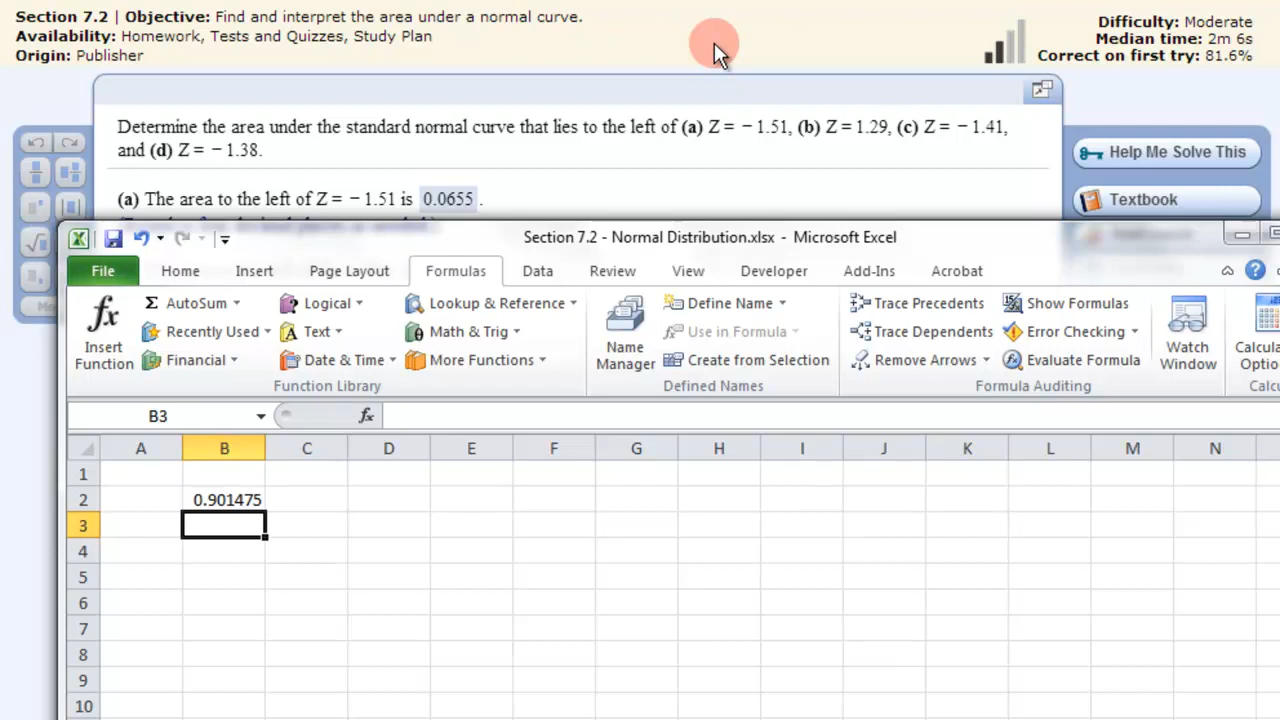 Section 7.2 | Objective: Find and interpret the area under a normal curve.
Availability: Homework, Tests and Quizzes, Study Plan
Origin: Publisher
Difficulty: Moderate
Median time: 2m 6s
Correct on first try: 81.6%
Determine the area under the standard normal curve that lies to the left of (a) Z = − 1.51, (b) Z = 1.29, (c) Z = − 1.41,
and (d) Z = − 1.38.
(a) The area to the left of Z = − 1.51 is 0.0655 .
Help Me Solve This
Textbook
Section 7.2 - Normal Distribution.xlsx - Microsoft Excel
File Home Insert Page Layout Formulas Data Review View Developer Add-Ins Acrobat
fx Insert Function
Σ AutoSum
Recently Used
Financial
Logical
Text
Date & Time
Lookup & Reference
Math & Trig
More Functions
Function Library
Name Manager
Define Name
Use in Formula
Create from Selection
Defined Names
Trace Precedents
Trace Dependents
Remove Arrows
Show Formulas
Error Checking
Evaluate Formula
Formula Auditing
Watch Window
B3 fx
A B C D E F G H I J K L M N
1
2 0.901475
3
4
5
6
7
8
9
10